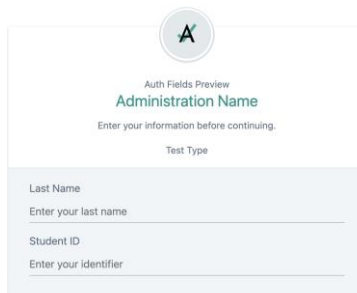 Auth Fields Preview
Administration Name
Enter your information before continuing.
Test Type
Last Name
Enter your last name
Student ID
Enter your identifier